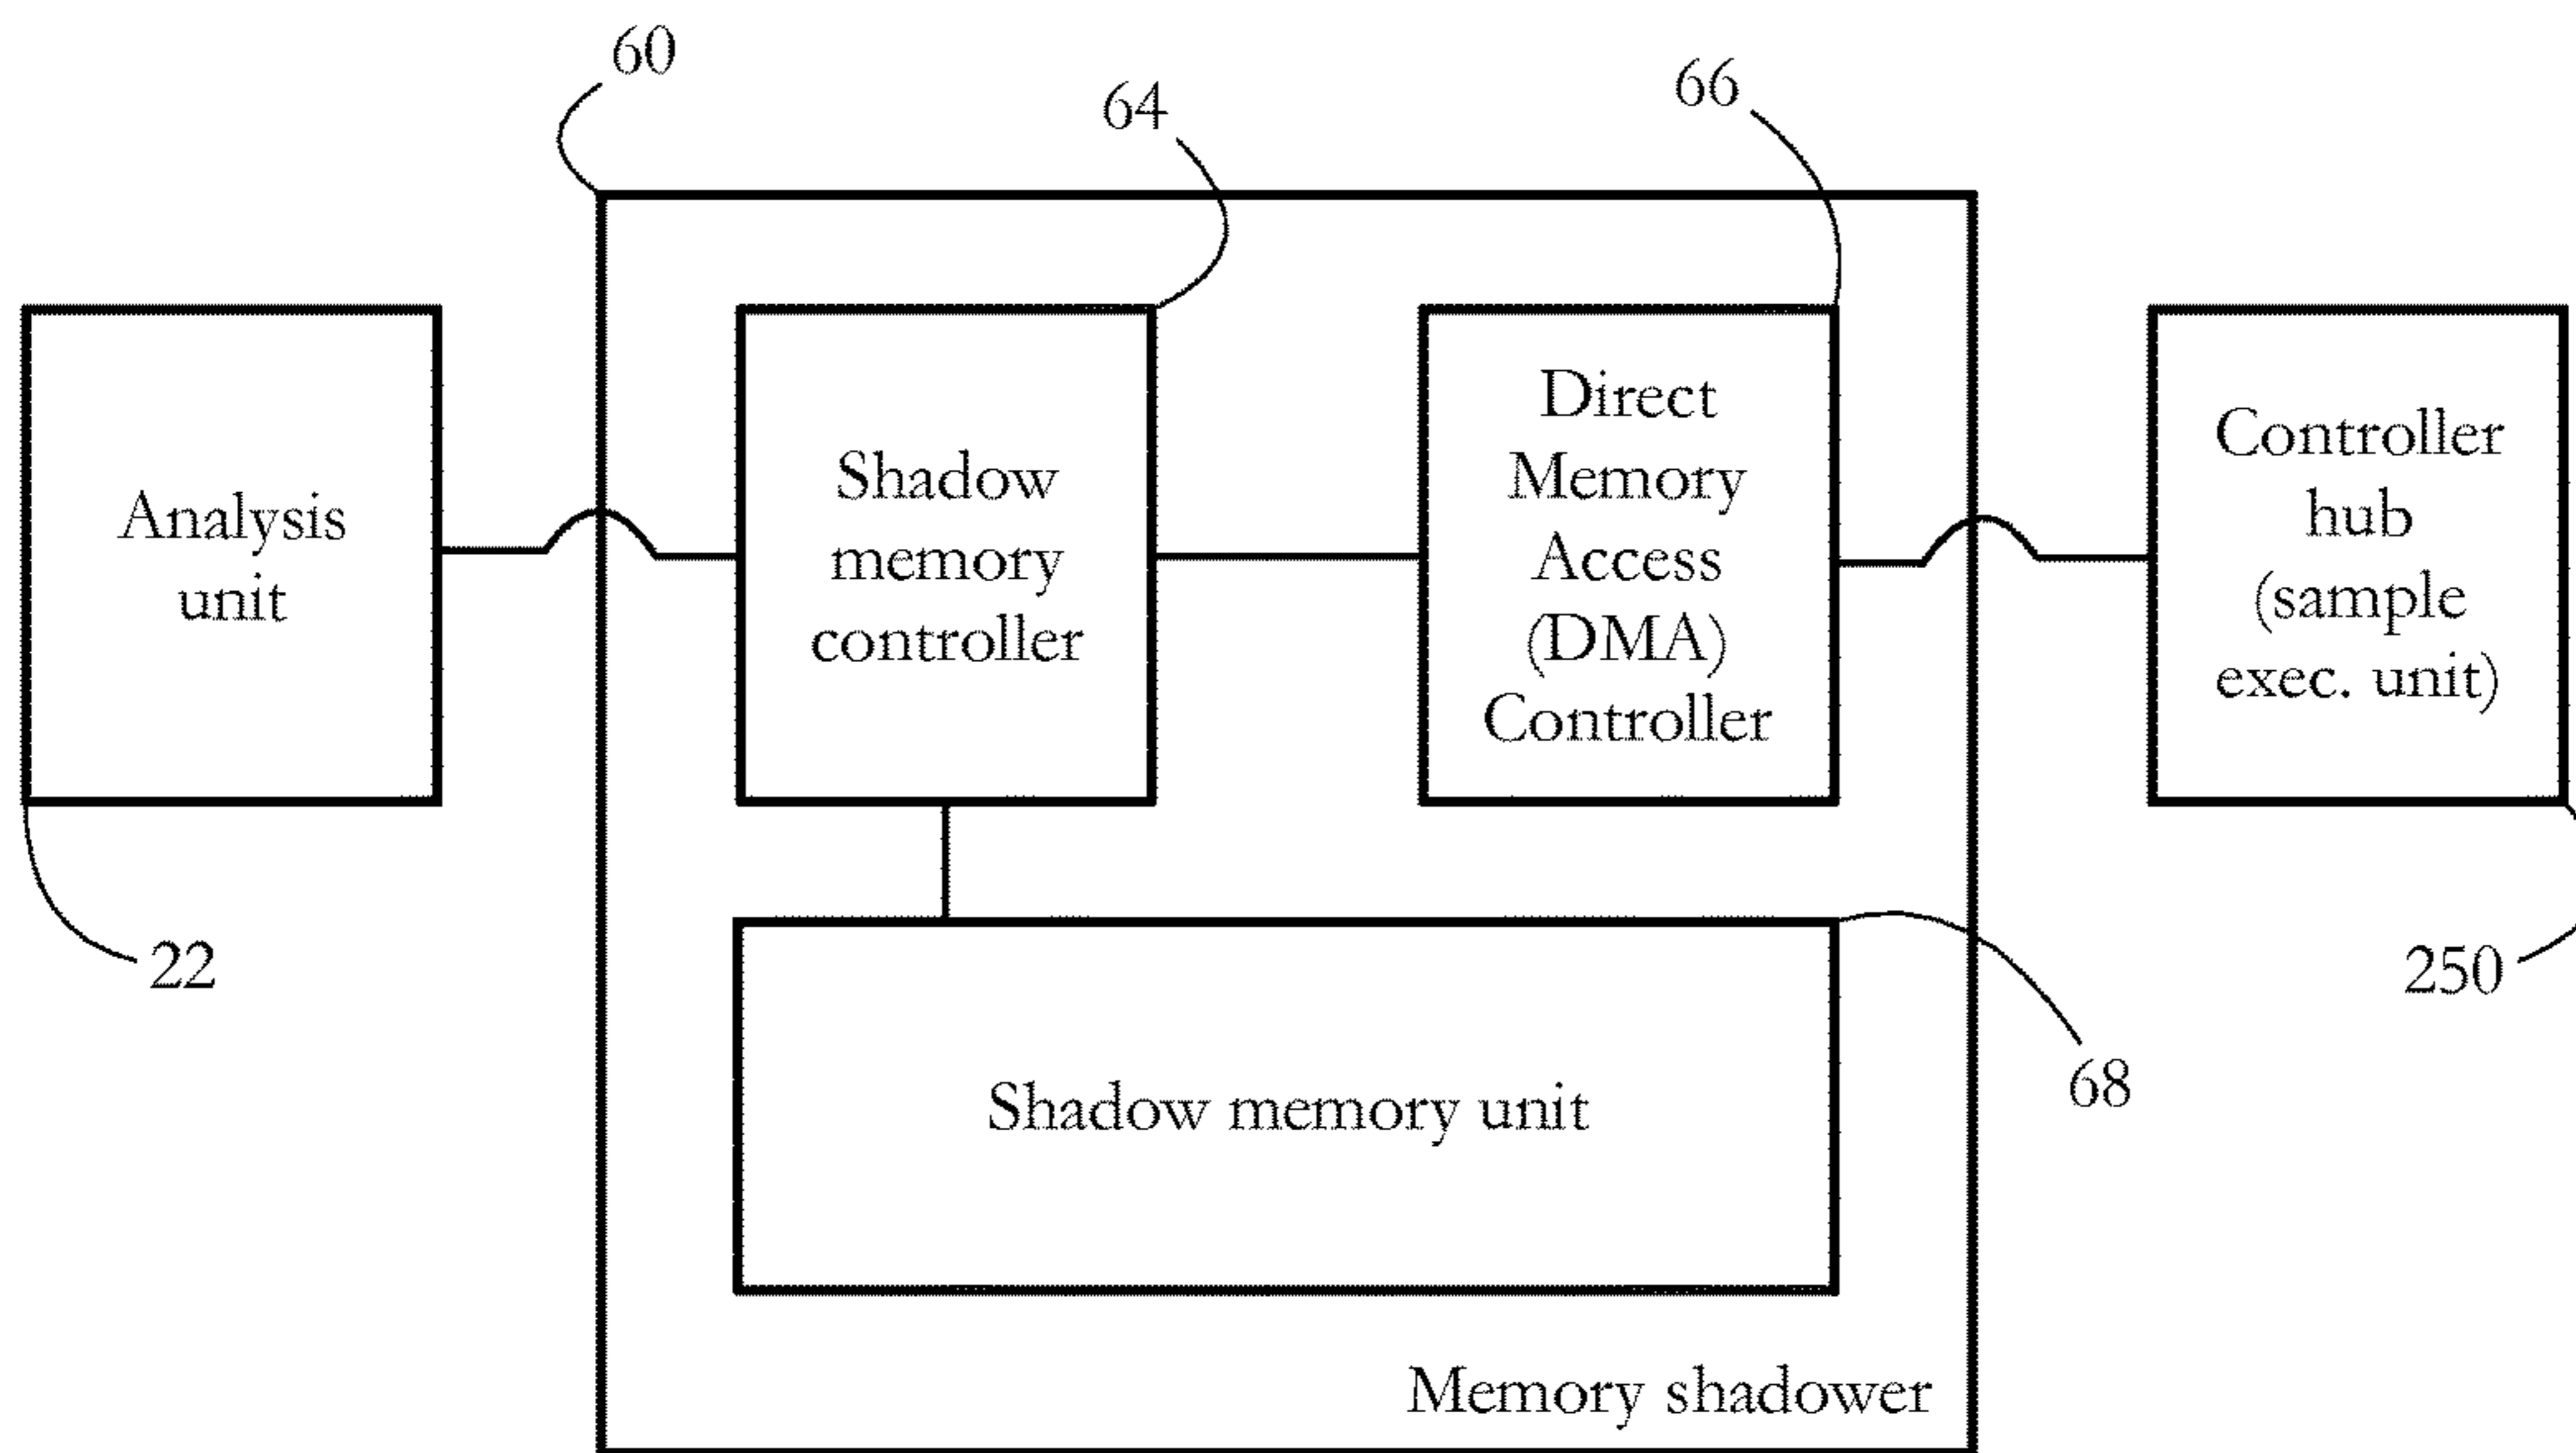 60
64
66
Analysis
unit
Shadow
memory
controller
Direct
Memory
Access
(DMA)
Controller
Controller
hub
(sample
exec. unit)
22
250
68
Shadow memory unit
Memory shadower